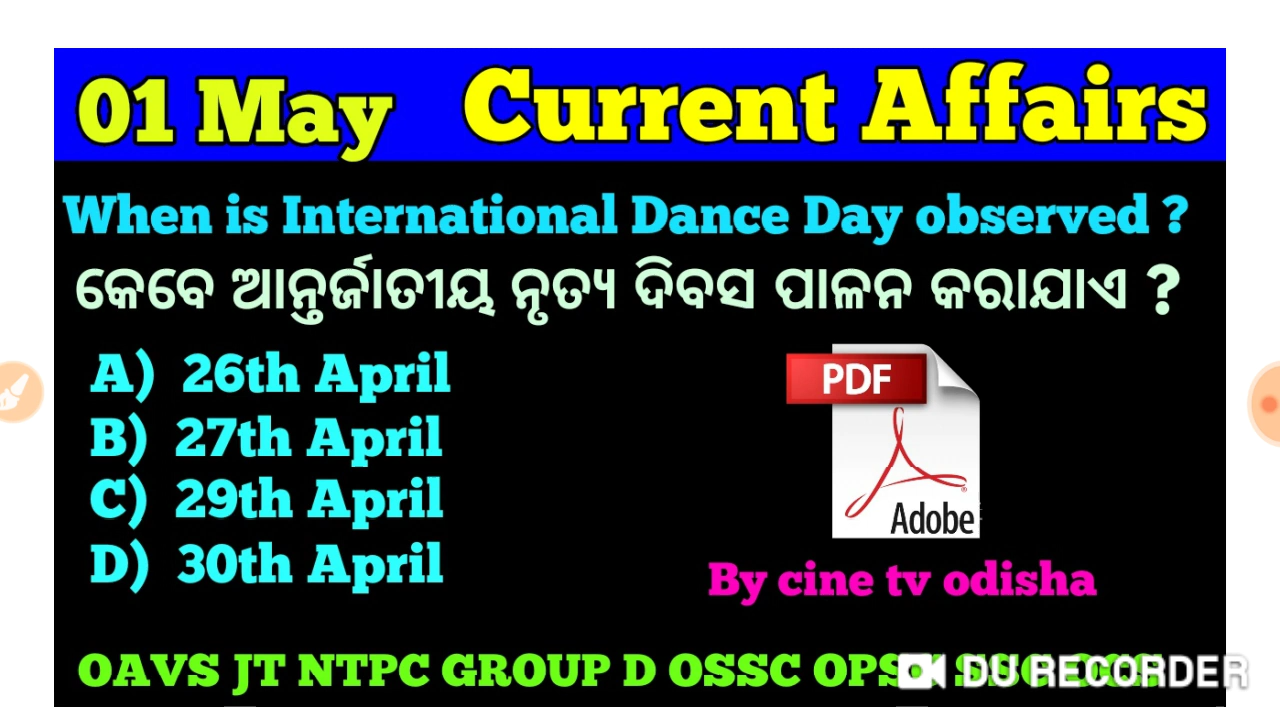 01 May Current Affairs
When is International Dance Day observed ?
କେବେ ଆନ୍ତର୍ଜାତୀୟ ନୃତ୍ୟ ଦିବସ ପାଳନ କରାଯାଏ ?
A) 26th April
B) 27th April
C) 29th April
D) 30th April
PDF
Adobe
By cine tv odisha
OAVS JT NTPC GROUP D OSSC
DU RECORDER